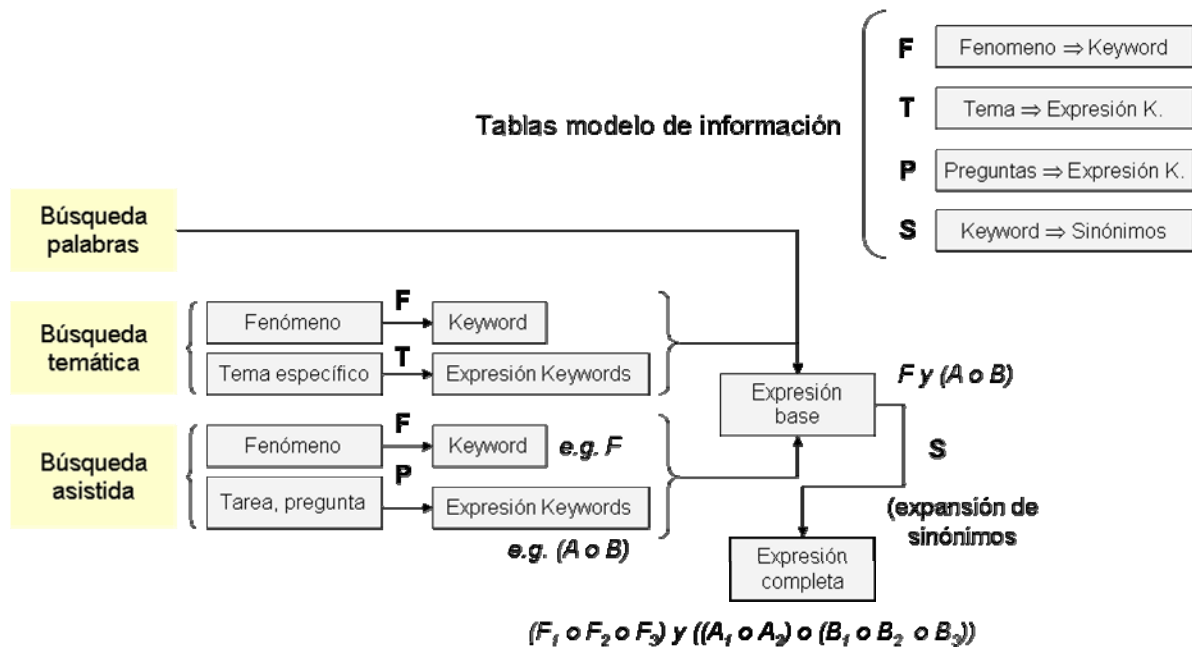 F
Fenomeno ⇒ Keyword
T
Tema ⇒ Expresión K.
Tablas modelo de información
P
Preguntas ⇒ Expresión K.
S
Keyword ⇒ Sinónimos
Búsqueda
palabras
Búsqueda
temática
Fenómeno
F
Keyword
Tema específico
T
Expresión Keywords
Expresión
base
F y (A o B)
Búsqueda
asistida
Fenómeno
F
Keyword
e.g. F
Tarea, pregunta
P
Expresión Keywords
e.g. (A o B)
S
(expansión de
sinónimos
Expresión
completa
(F₁ o F₂ o F₃) y ((A₁ o A₂) o (B₁ o B₂ o B₃))